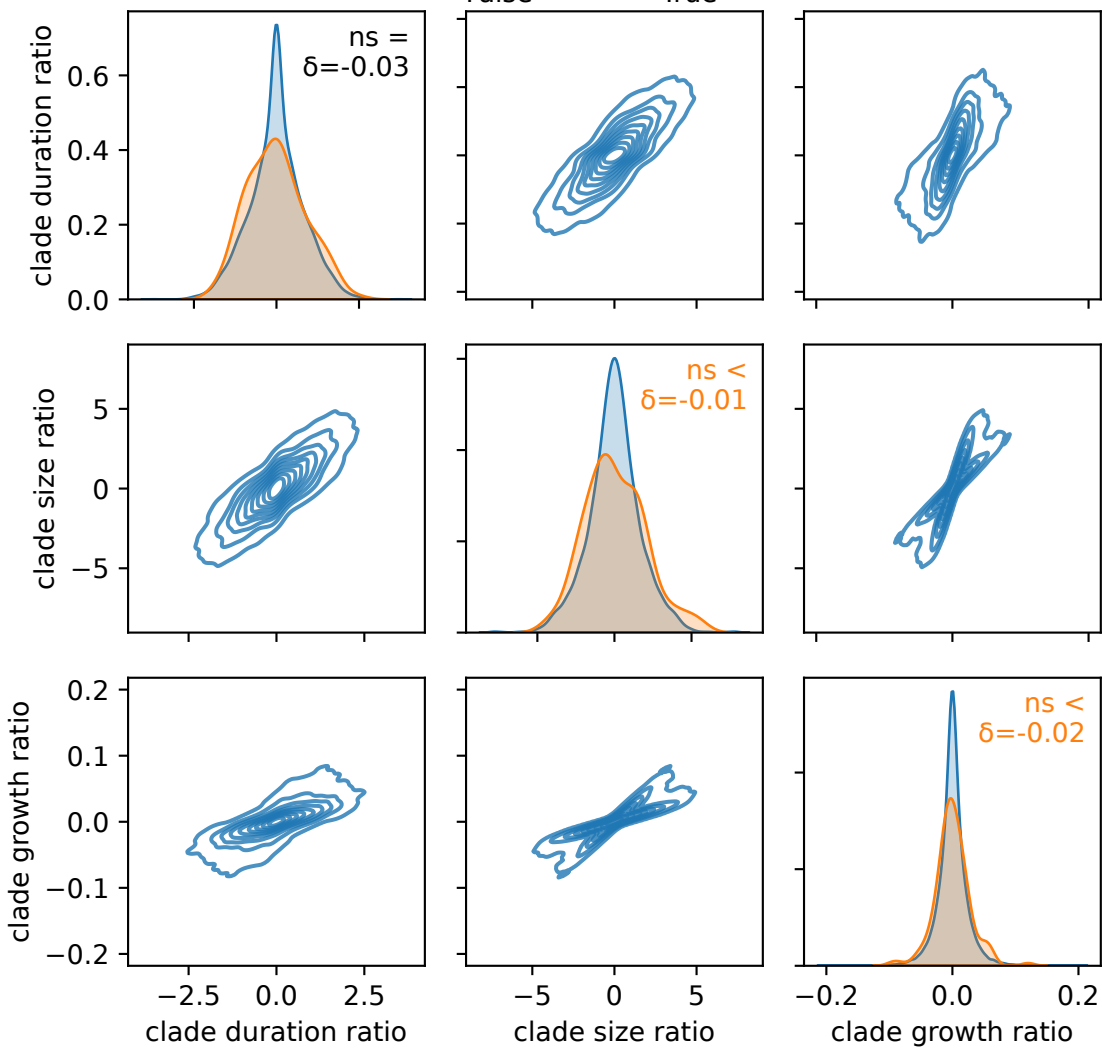 True
clade duration ratio
0.6
0.4
0.2
0.0
ns =
δ=-0.03
clade size ratio
5
0
−5
ns <
δ=-0.01
clade growth ratio
0.2
0.1
0.0
−0.1
−0.2
ns <
δ=-0.02
−2.5 0.0 2.5
clade duration ratio
−5 0 5
clade size ratio
−0.2 0.0 0.2
clade growth ratio